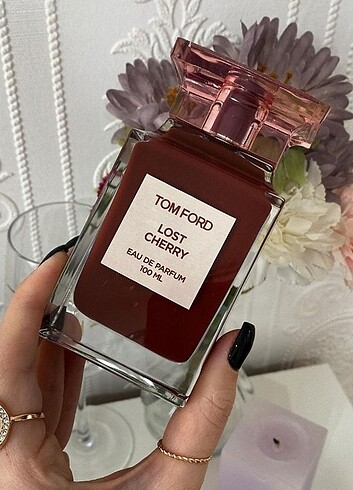 TOM FORD
LOST
CHERRY
EAU DE PARFUM
100 ML